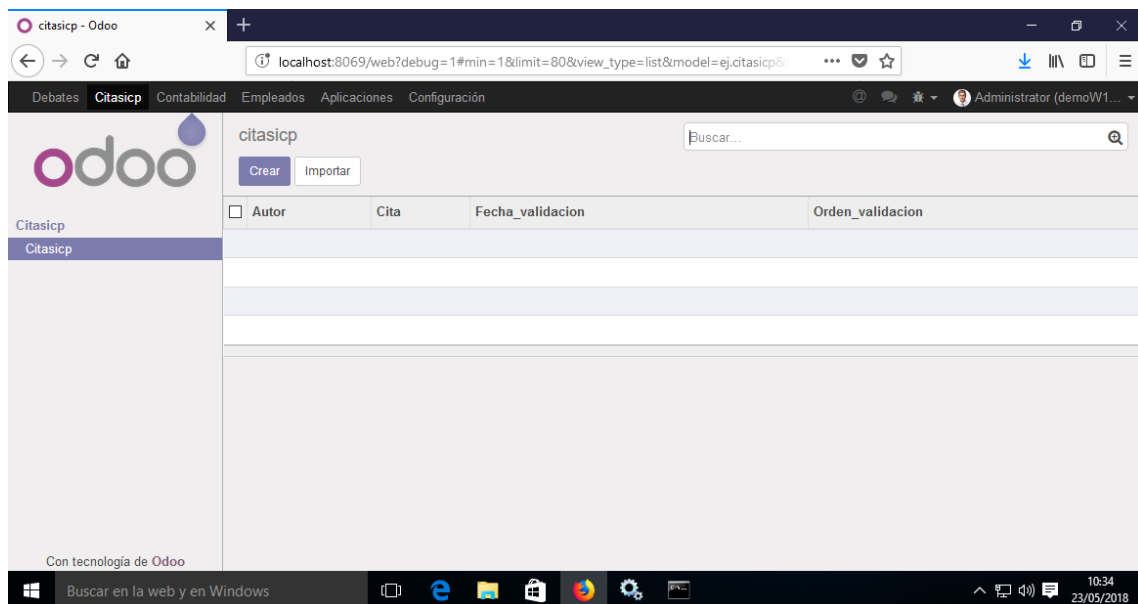 citasicp - Odoo
localhost:8069/web?debug=1#min=1&limit=80&view_type=list&model=ej.citasicp&
Debates Citasicp Contabilidad Empleados Aplicaciones Configuración @ Administrator (demoW1...
odoo
citasicp
Buscar...
Crear Importar
Autor Cita Fecha_validacion Orden_validacion
Citasicp
Citasicp
Con tecnología de Odoo
Buscar en la web y en Windows
10:34
23/05/2018